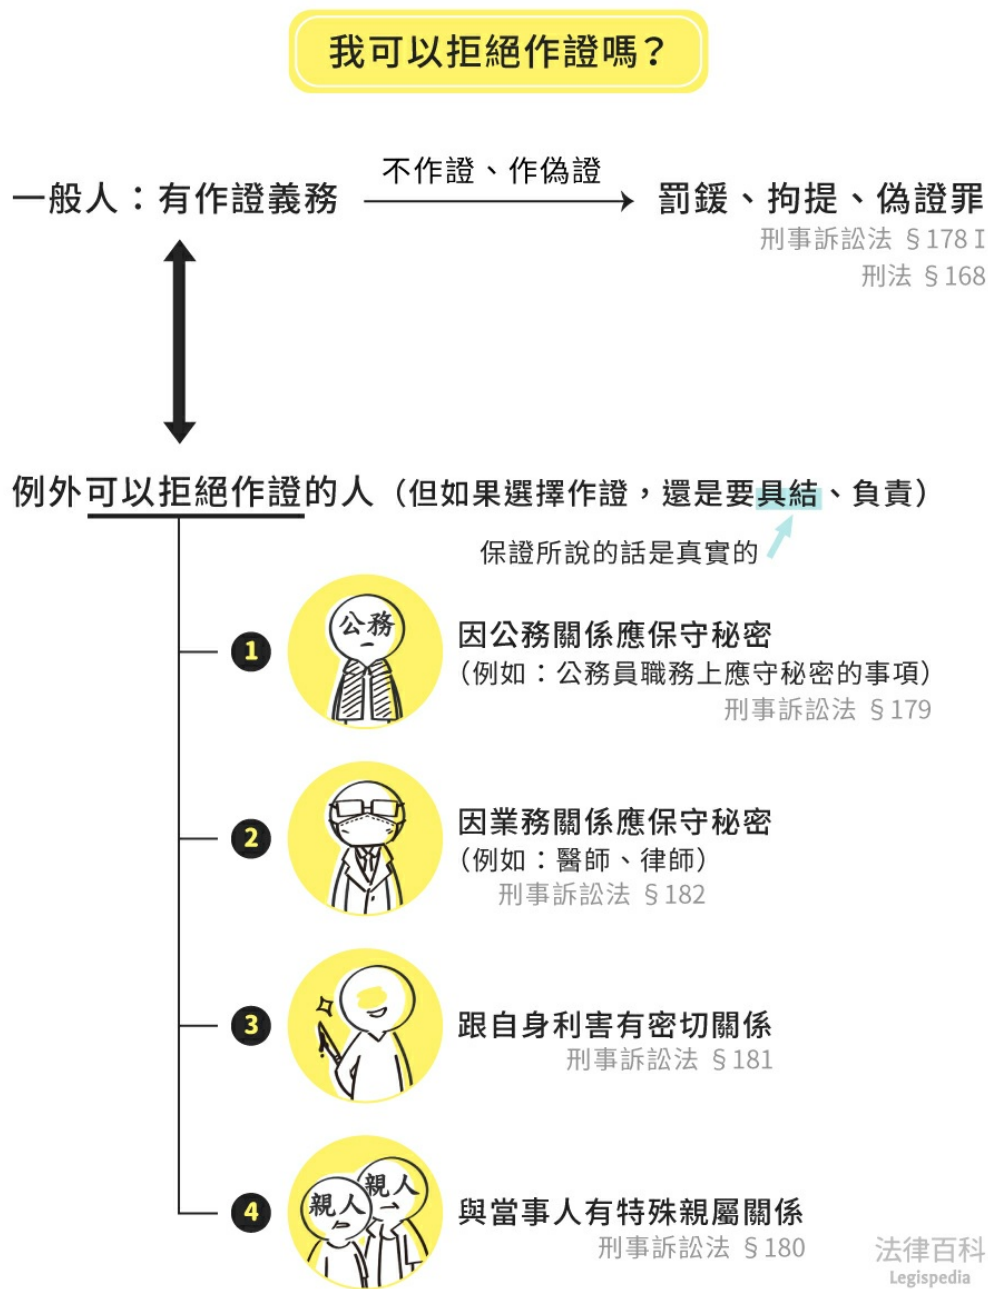 我可以拒絕作證嗎？
不作證、作偽證
一般人：有作證義務
罰鍰、拘提、偽證罪
刑事訴訟法 §178 I
刑法 §168
例外可以拒絕作證的人（但如果選擇作證，還是要具結、負責）
保證所說的話是真實的
1
公務
因公務關係應保守秘密
（例如：公務員職務上應守秘密的事項）
刑事訴訟法 §179
2
因業務關係應保守秘密
（例如：醫師、律師）
刑事訴訟法 §182
3
跟自身利害有密切關係
刑事訴訟法 §181
4
親人
親人
與當事人有特殊親屬關係
刑事訴訟法 §180
法律百科
Legispedia